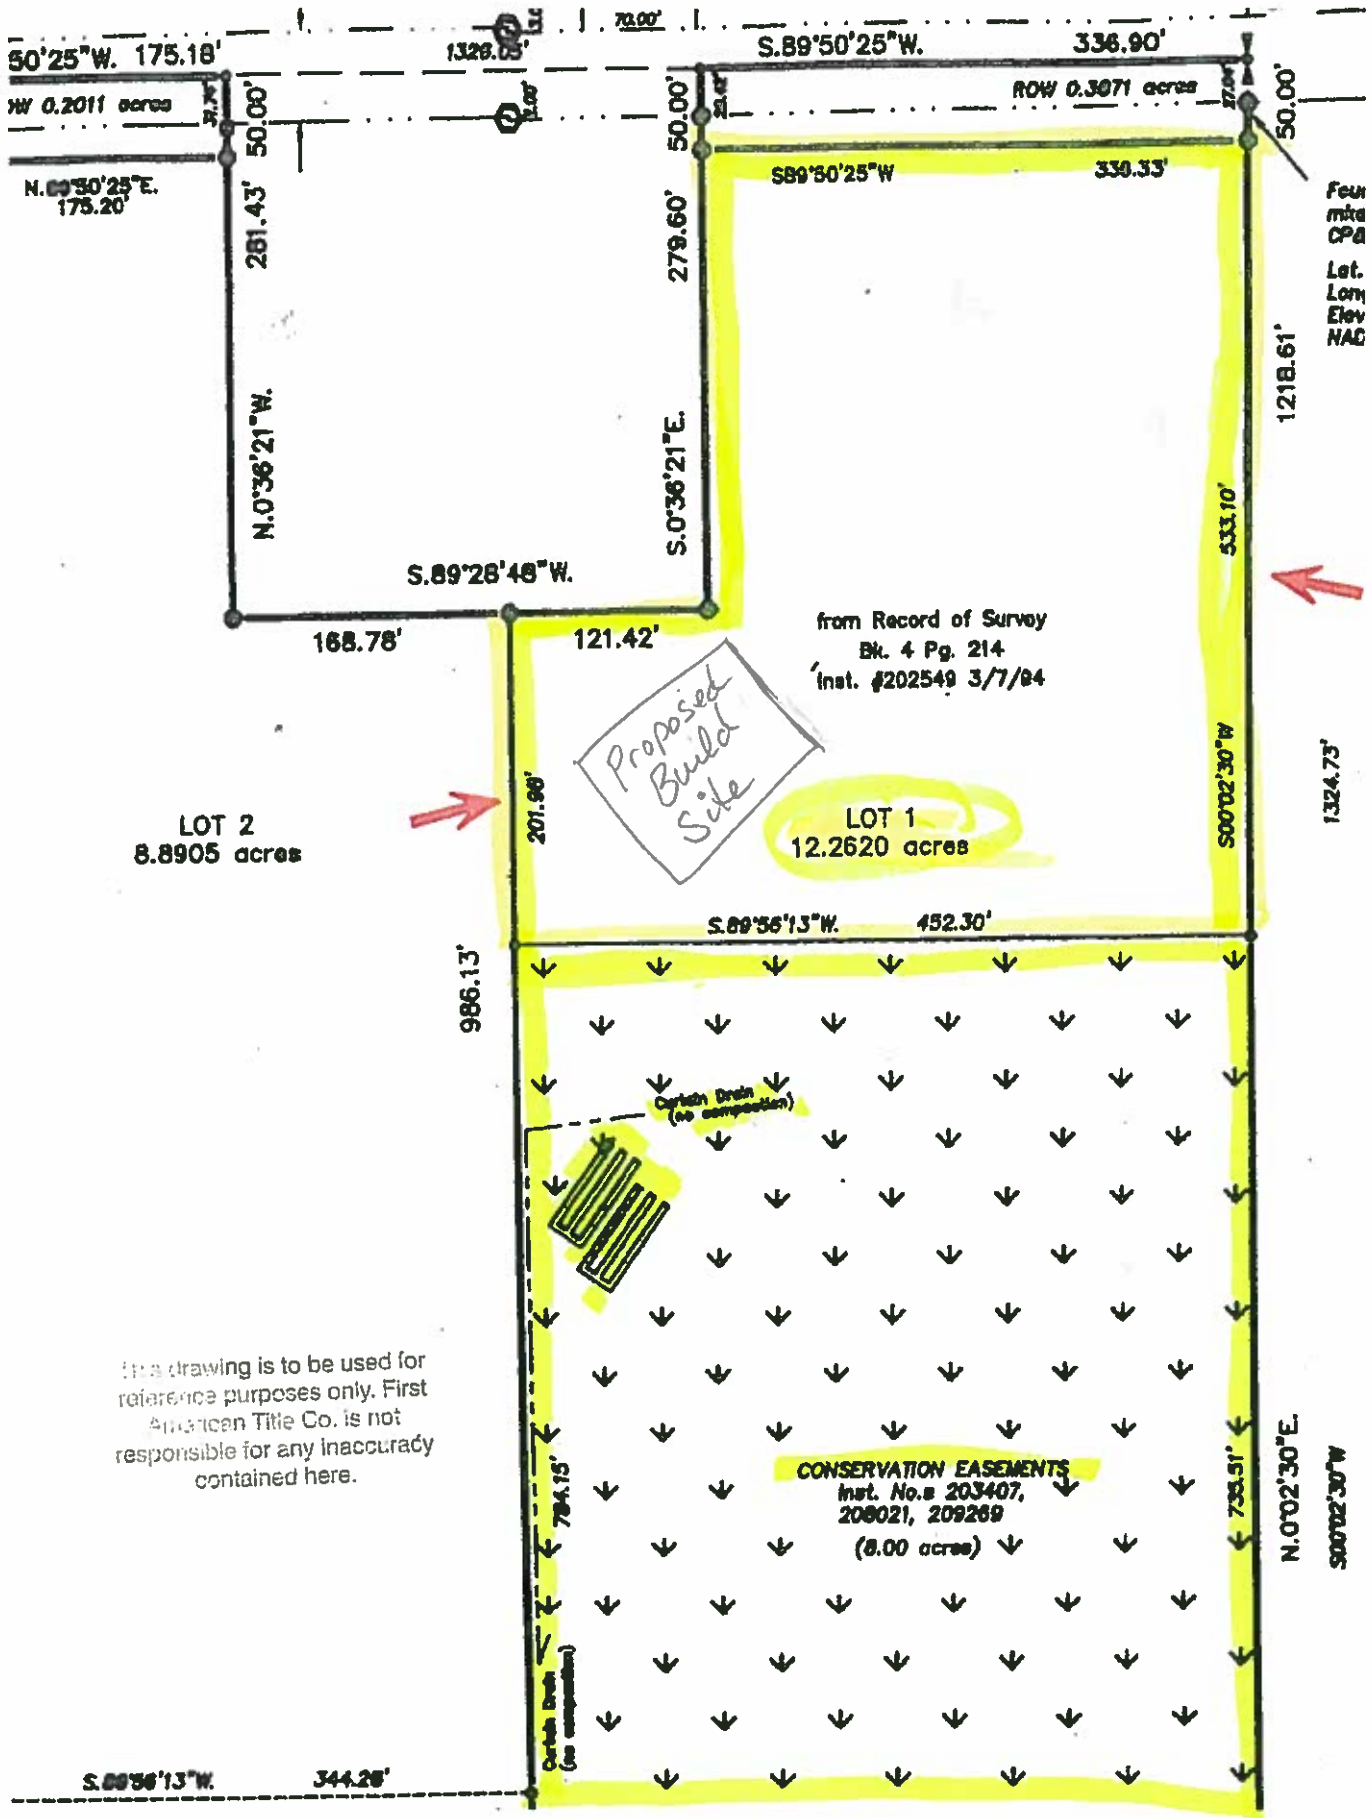 50'25"W. 175.18'
1326.05'
70.00'
S.89°50'25"W. 336.90'
ROW 0.2011 acres
50.00'
50.00'
ROW 0.3071 acres
50.00'
175.20'
S89°50'25"W 330.33'
281.43'
279.60'
Lat.
1218.61'
N.0°36'21"W.
S.0°36'21"E.
533.10'
S.89°28'46"W.
168.78'
121.42'
from Record of Survey
Bk. 4 Pg. 214
Inst. #202549 3/7/94
Proposed
Build
Site
201.98'
S00°02'30"W
1324.73'
LOT 2
8.8905 acres
LOT 1
12.2620 acres
S.89°56'13"W. 452.30'
986.13'
Curtain Drain
(no compaction)
This drawing is to be used for
reference purposes only. First
American Title Co. is not
responsible for any inaccuracy
contained here.
784.15'
CONSERVATION EASEMENTS
Inst. No.s 203407,
208021, 209269
(8.00 acres)
735.51'
N.0°02'30"E.
S00°02'30"W
Curtain Drain
(no compaction)
S.89°56'13"W. 344.26'